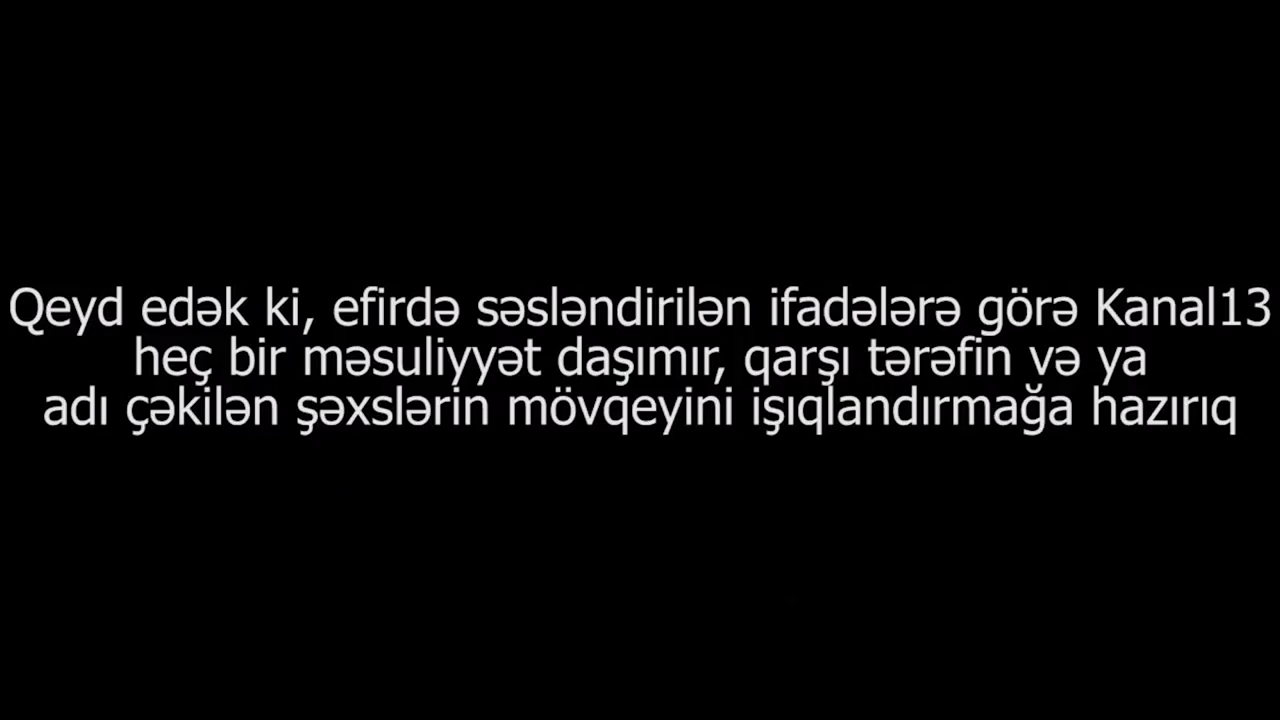 Qeyd edək ki, efirdə səsləndirilən ifadələrə görə Kanal13
heç bir məsuliyyət daşımır, qarşı tərəfin və ya
adı çəkilən şəxslərin mövqeyini işıqlandırmağa hazırıq